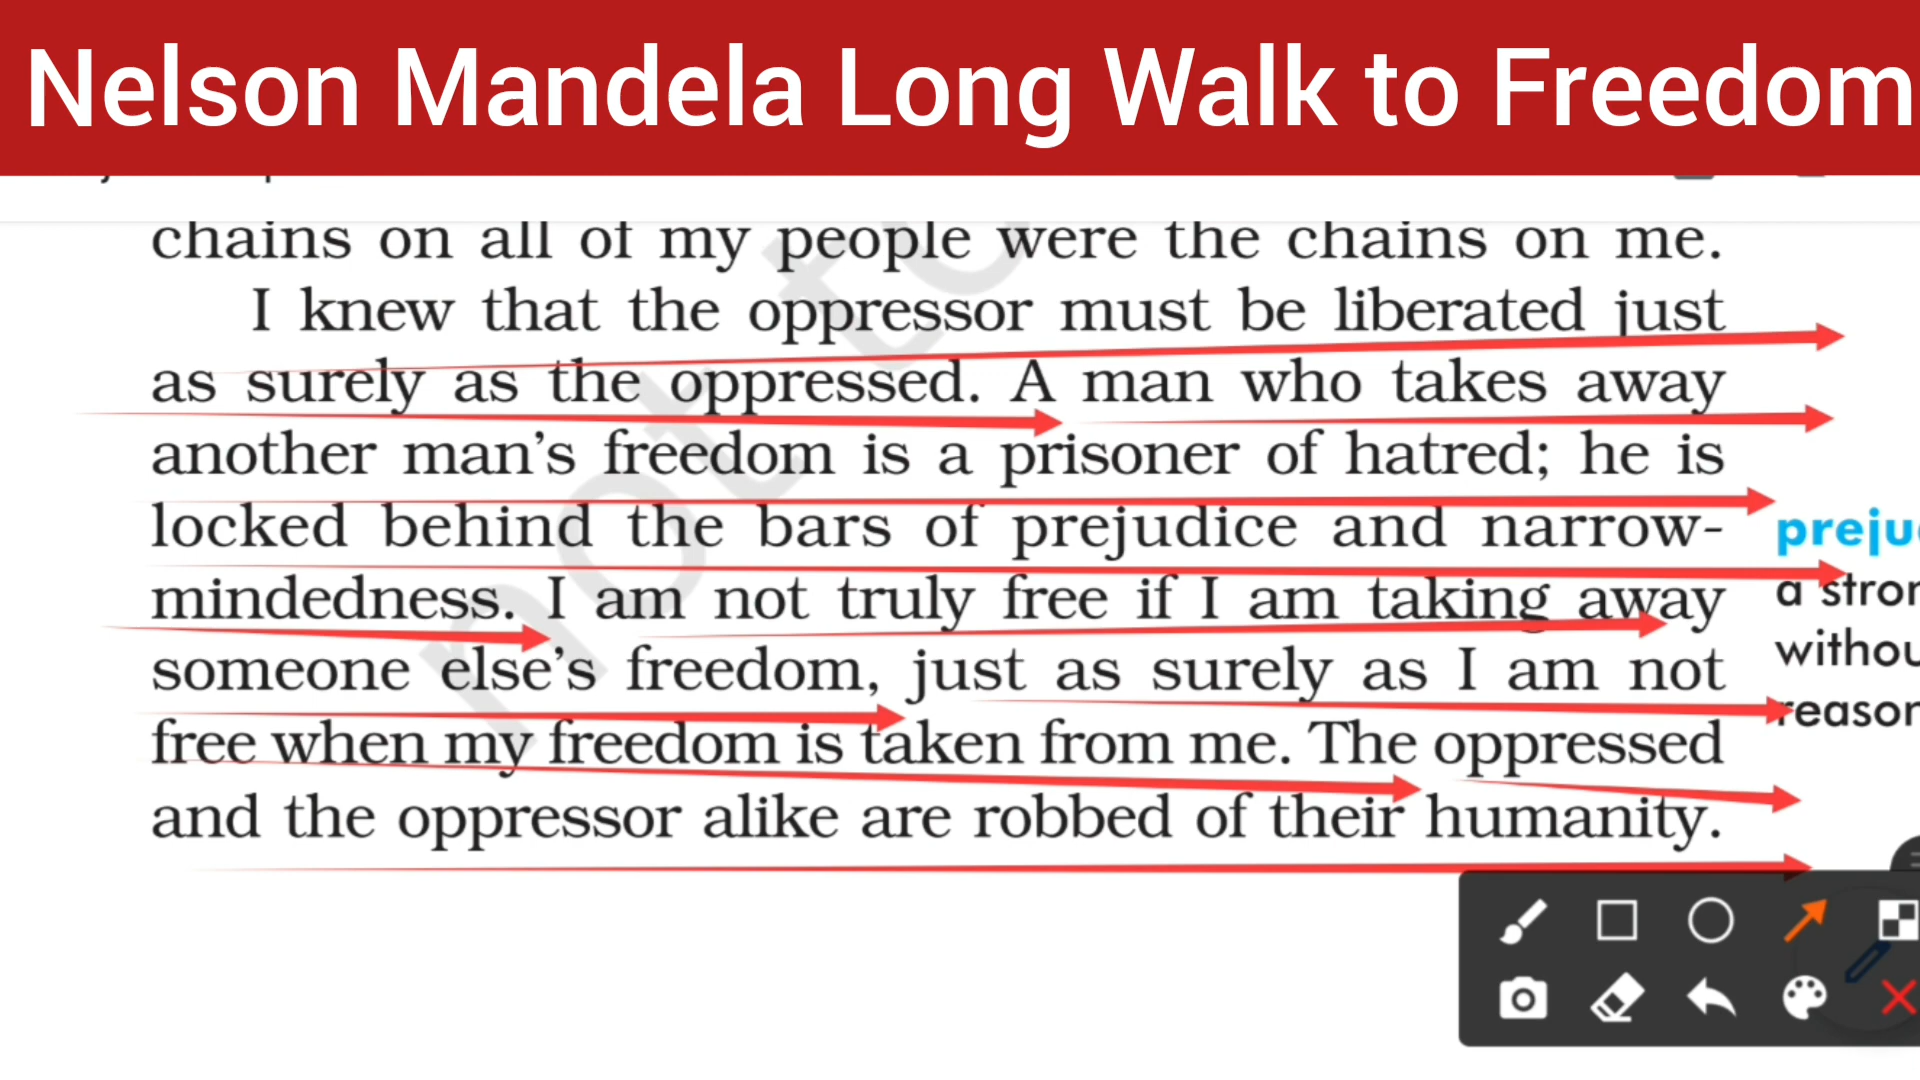 Nelson Mandela Long Walk to Freedom
chains on all of my people were the chains on me.
I knew that the oppressor must be liberated just
as surely as the oppressed. A man who takes away
another man's freedom is a prisoner of hatred; he is
locked behind the bars of prejudice and narrow-
mindedness. I am not truly free if I am taking away
someone else's freedom, just as surely as I am not
free when my freedom is taken from me. The oppressed
and the oppressor alike are robbed of their humanity.
preju
a stron
withou
reason
not to